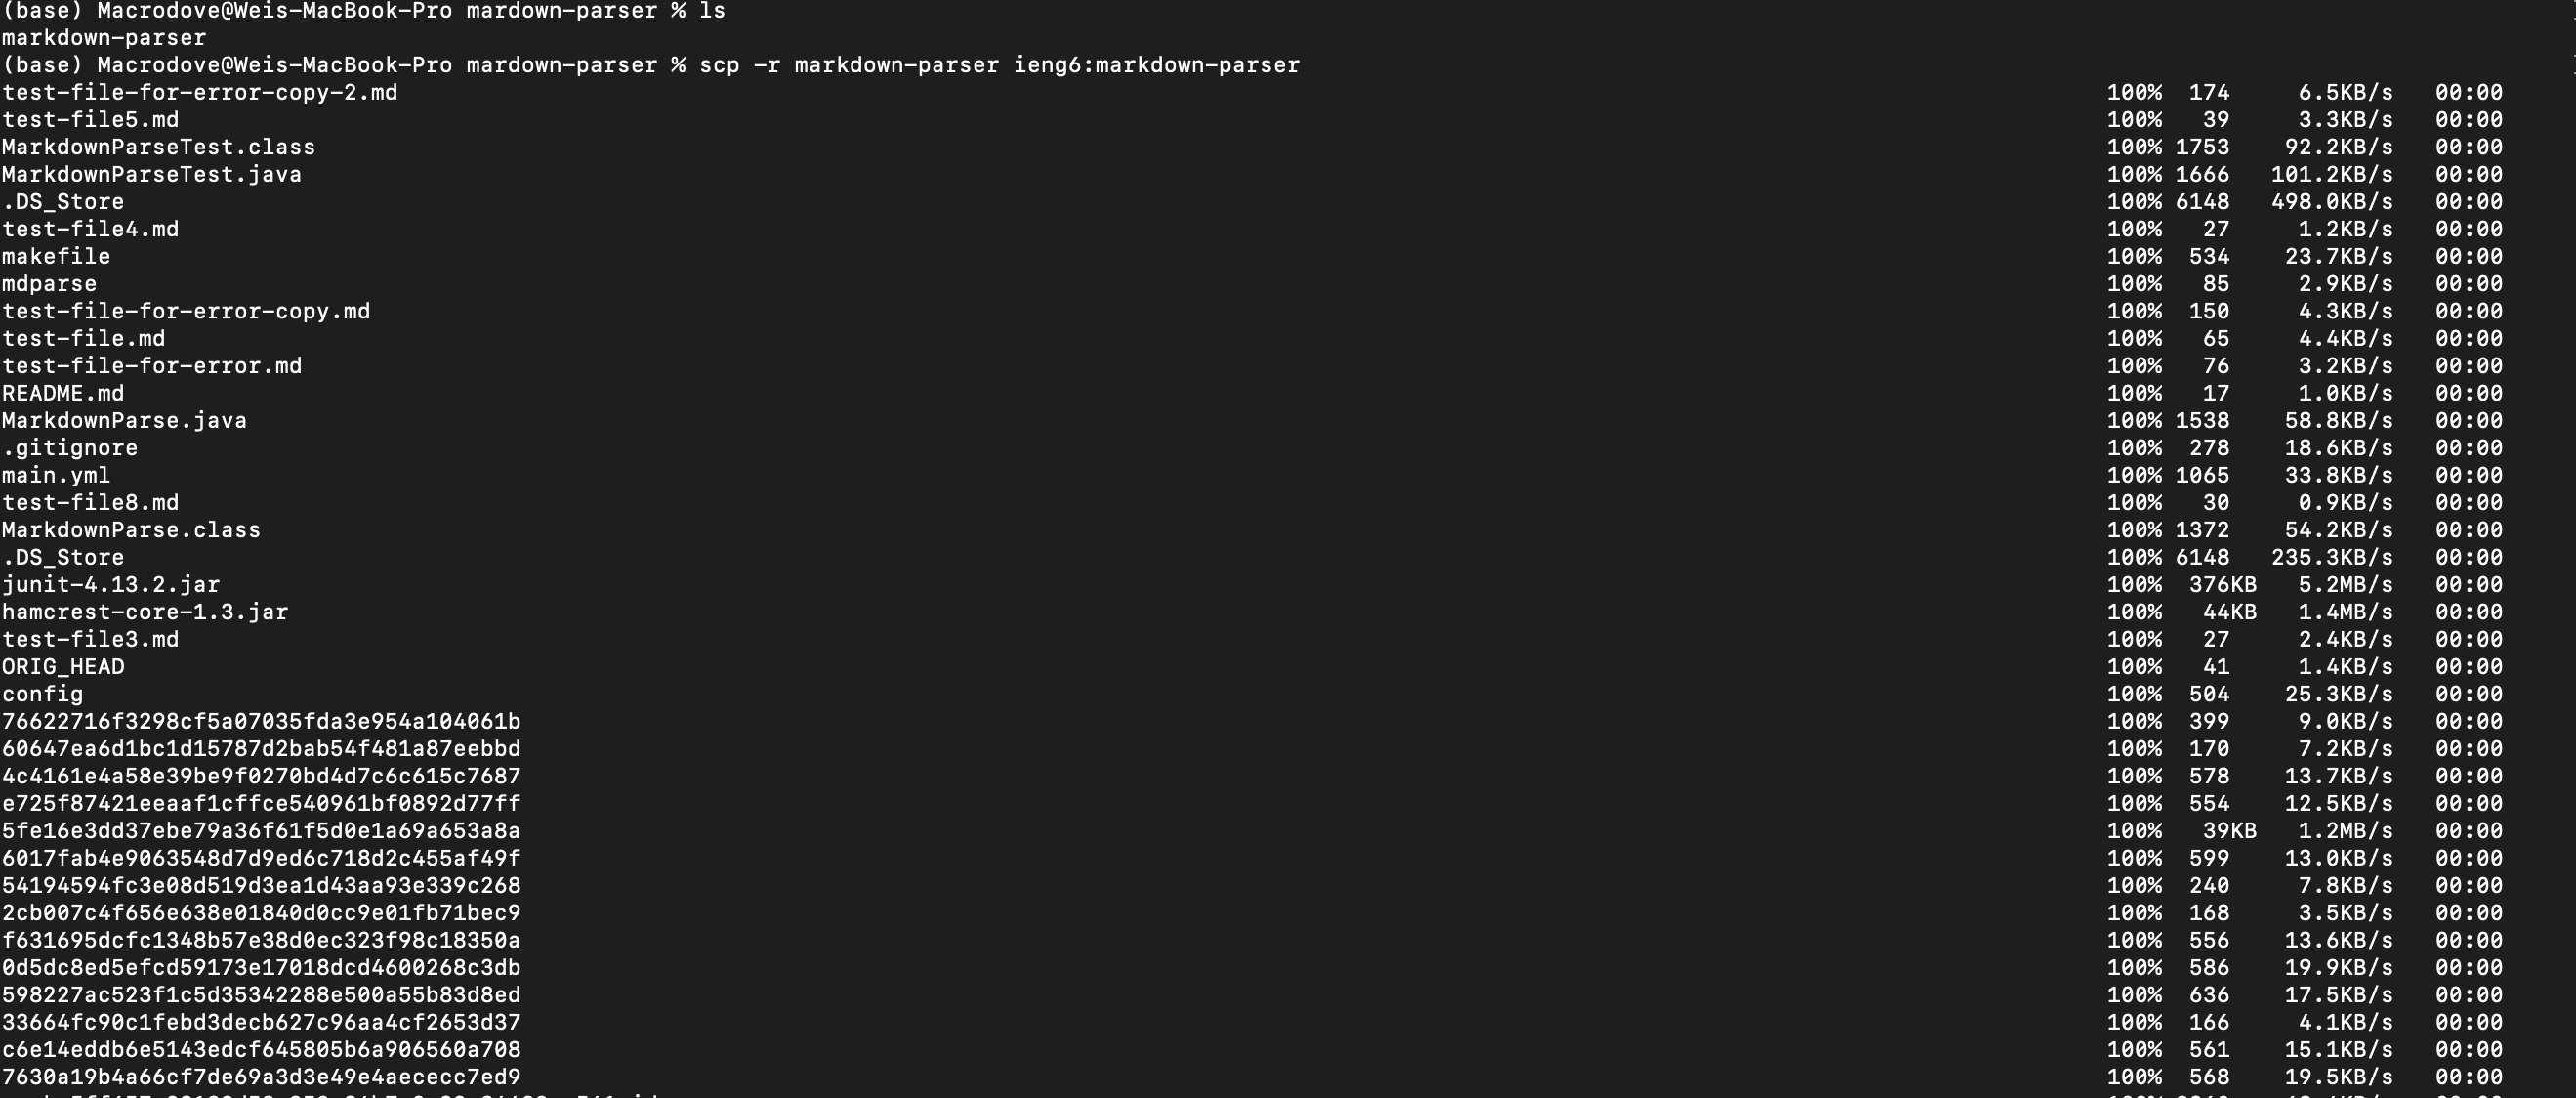 (base) Macrodove@Weis-MacBook-Pro mardown-parser % ls
markdown-parser
(base) Macrodove@Weis-MacBook-Pro mardown-parser % scp -r markdown-parser ieng6:markdown-parser
test-file-for-error-copy-2.md 100% 174 6.5KB/s 00:00
test-file5.md 100% 39 3.3KB/s 00:00
MarkdownParseTest.class 100% 1753 92.2KB/s 00:00
MarkdownParseTest.java 100% 1666 101.2KB/s 00:00
.DS_Store 100% 6148 498.0KB/s 00:00
test-file4.md 100% 27 1.2KB/s 00:00
makefile 100% 534 23.7KB/s 00:00
mdparse 100% 85 2.9KB/s 00:00
test-file-for-error-copy.md 100% 150 4.3KB/s 00:00
test-file.md 100% 65 4.4KB/s 00:00
test-file-for-error.md 100% 76 3.2KB/s 00:00
README.md 100% 17 1.0KB/s 00:00
MarkdownParse.java 100% 1538 58.8KB/s 00:00
.gitignore 100% 278 18.6KB/s 00:00
main.yml 100% 1065 33.8KB/s 00:00
test-file8.md 100% 30 0.9KB/s 00:00
MarkdownParse.class 100% 1372 54.2KB/s 00:00
.DS_Store 100% 6148 235.3KB/s 00:00
junit-4.13.2.jar 100% 376KB 5.2MB/s 00:00
hamcrest-core-1.3.jar 100% 44KB 1.4MB/s 00:00
test-file3.md 100% 27 2.4KB/s 00:00
ORIG_HEAD 100% 41 1.4KB/s 00:00
config 100% 504 25.3KB/s 00:00
76622716f3298cf5a07035fda3e954a104061b 100% 399 9.0KB/s 00:00
60647ea6d1bc1d15787d2bab54f481a87eebbd 100% 170 7.2KB/s 00:00
4c4161e4a58e39be9f0270bd4d7c6c615c7687 100% 578 13.7KB/s 00:00
e725f87421eeaaf1cffce540961bf0892d77ff 100% 554 12.5KB/s 00:00
5fe16e3dd37ebe79a36f61f5d0e1a69a653a8a 100% 39KB 1.2MB/s 00:00
6017fab4e9063548d7d9ed6c718d2c455af49f 100% 599 13.0KB/s 00:00
54194594fc3e08d519d3ea1d43aa93e339c268 100% 240 7.8KB/s 00:00
2cb007c4f656e638e01840d0cc9e01fb71bec9 100% 168 3.5KB/s 00:00
f631695dcfc1348b57e38d0ec323f98c18350a 100% 556 13.6KB/s 00:00
0d5dc8ed5efcd59173e17018dcd4600268c3db 100% 586 19.9KB/s 00:00
598227ac523f1c5d35342288e500a55b83d8ed 100% 636 17.5KB/s 00:00
33664fc90c1febd3decb627c96aa4cf2653d37 100% 166 4.1KB/s 00:00
c6e14eddb6e5143edcf645805b6a906560a708 100% 561 15.1KB/s 00:00
7630a19b4a66cf7de69a3d3e49e4aececc7ed9 100% 568 19.5KB/s 00:00